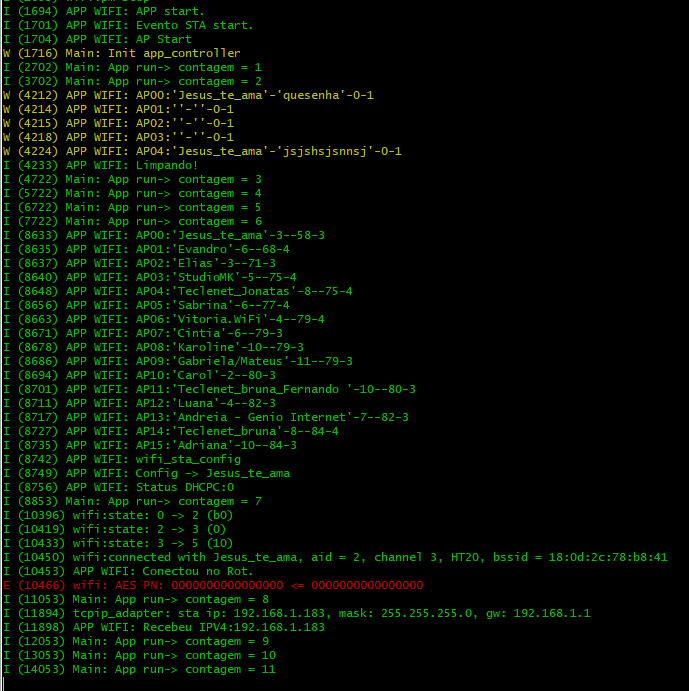 I (1694) APP WIFI: APP start.
I (1701) APP WIFI: Evento STA start.
I (1704) APP WIFI: AP Start
W (1716) Main: Init app_controller
I (2702) Main: App run-> contagem = 1
I (3702) Main: App run-> contagem = 2
W (4212) APP WIFI: AP00:'Jesus_te_ama'-'quesenha'-0-1
W (4214) APP WIFI: AP01:''-''-0-1
W (4215) APP WIFI: AP02:''-''-0-1
W (4218) APP WIFI: AP03:''-''-0-1
W (4224) APP WIFI: AP04:'Jesus_te_ama'-'jsjshsjsnnsj'-0-1
I (4233) APP WIFI: Limpando!
I (4722) Main: App run-> contagem = 3
I (5722) Main: App run-> contagem = 4
I (6722) Main: App run-> contagem = 5
I (7722) Main: App run-> contagem = 6
I (8633) APP WIFI: AP00:'Jesus_te_ama'-3--58-3
I (8635) APP WIFI: AP01:'Evandro'-6--68-4
I (8637) APP WIFI: AP02:'Elias'-3--71-3
I (8640) APP WIFI: AP03:'StudioMK'-5--75-4
I (8648) APP WIFI: AP04:'Teclenet_Jonatas'-8--75-4
I (8656) APP WIFI: AP05:'Sabrina'-6--77-4
I (8663) APP WIFI: AP06:'Vitoria.WiFi'-4--79-4
I (8671) APP WIFI: AP07:'Cintia'-6--79-3
I (8678) APP WIFI: AP08:'Karoline'-10--79-3
I (8686) APP WIFI: AP09:'Gabriela/Mateus'-11--79-3
I (8694) APP WIFI: AP10:'Carol'-2--80-3
I (8701) APP WIFI: AP11:'Teclenet_bruna_Fernando '-10--80-3
I (8711) APP WIFI: AP12:'Luana'-4--82-3
I (8717) APP WIFI: AP13:'Andreia - Genio Internet'-7--82-3
I (8727) APP WIFI: AP14:'Teclenet_bruna'-8--84-4
I (8735) APP WIFI: AP15:'Adriana'-10--84-3
I (8742) APP WIFI: wifi_sta_config
I (8749) APP WIFI: Config -> Jesus_te_ama
I (8756) APP WIFI: Status DHCPC:0
I (8853) Main: App run-> contagem = 7
I (10396) wifi:state: 0 -> 2 (b0)
I (10419) wifi:state: 2 -> 3 (0)
I (10433) wifi:state: 3 -> 5 (10)
I (10450) wifi:connected with Jesus_te_ama, aid = 2, channel 3, HT20, bssid = 18:0d:2c:78:b8:41
I (10453) APP WIFI: Conectou no Rot.
E (10466) wifi: AES PN: 0000000000000000 <= 0000000000000000
I (11053) Main: App run-> contagem = 8
I (11894) tcpip_adapter: sta ip: 192.168.1.183, mask: 255.255.255.0, gw: 192.168.1.1
I (11898) APP WIFI: Recebeu IPV4:192.168.1.183
I (12053) Main: App run-> contagem = 9
I (13053) Main: App run-> contagem = 10
I (14053) Main: App run-> contagem = 11